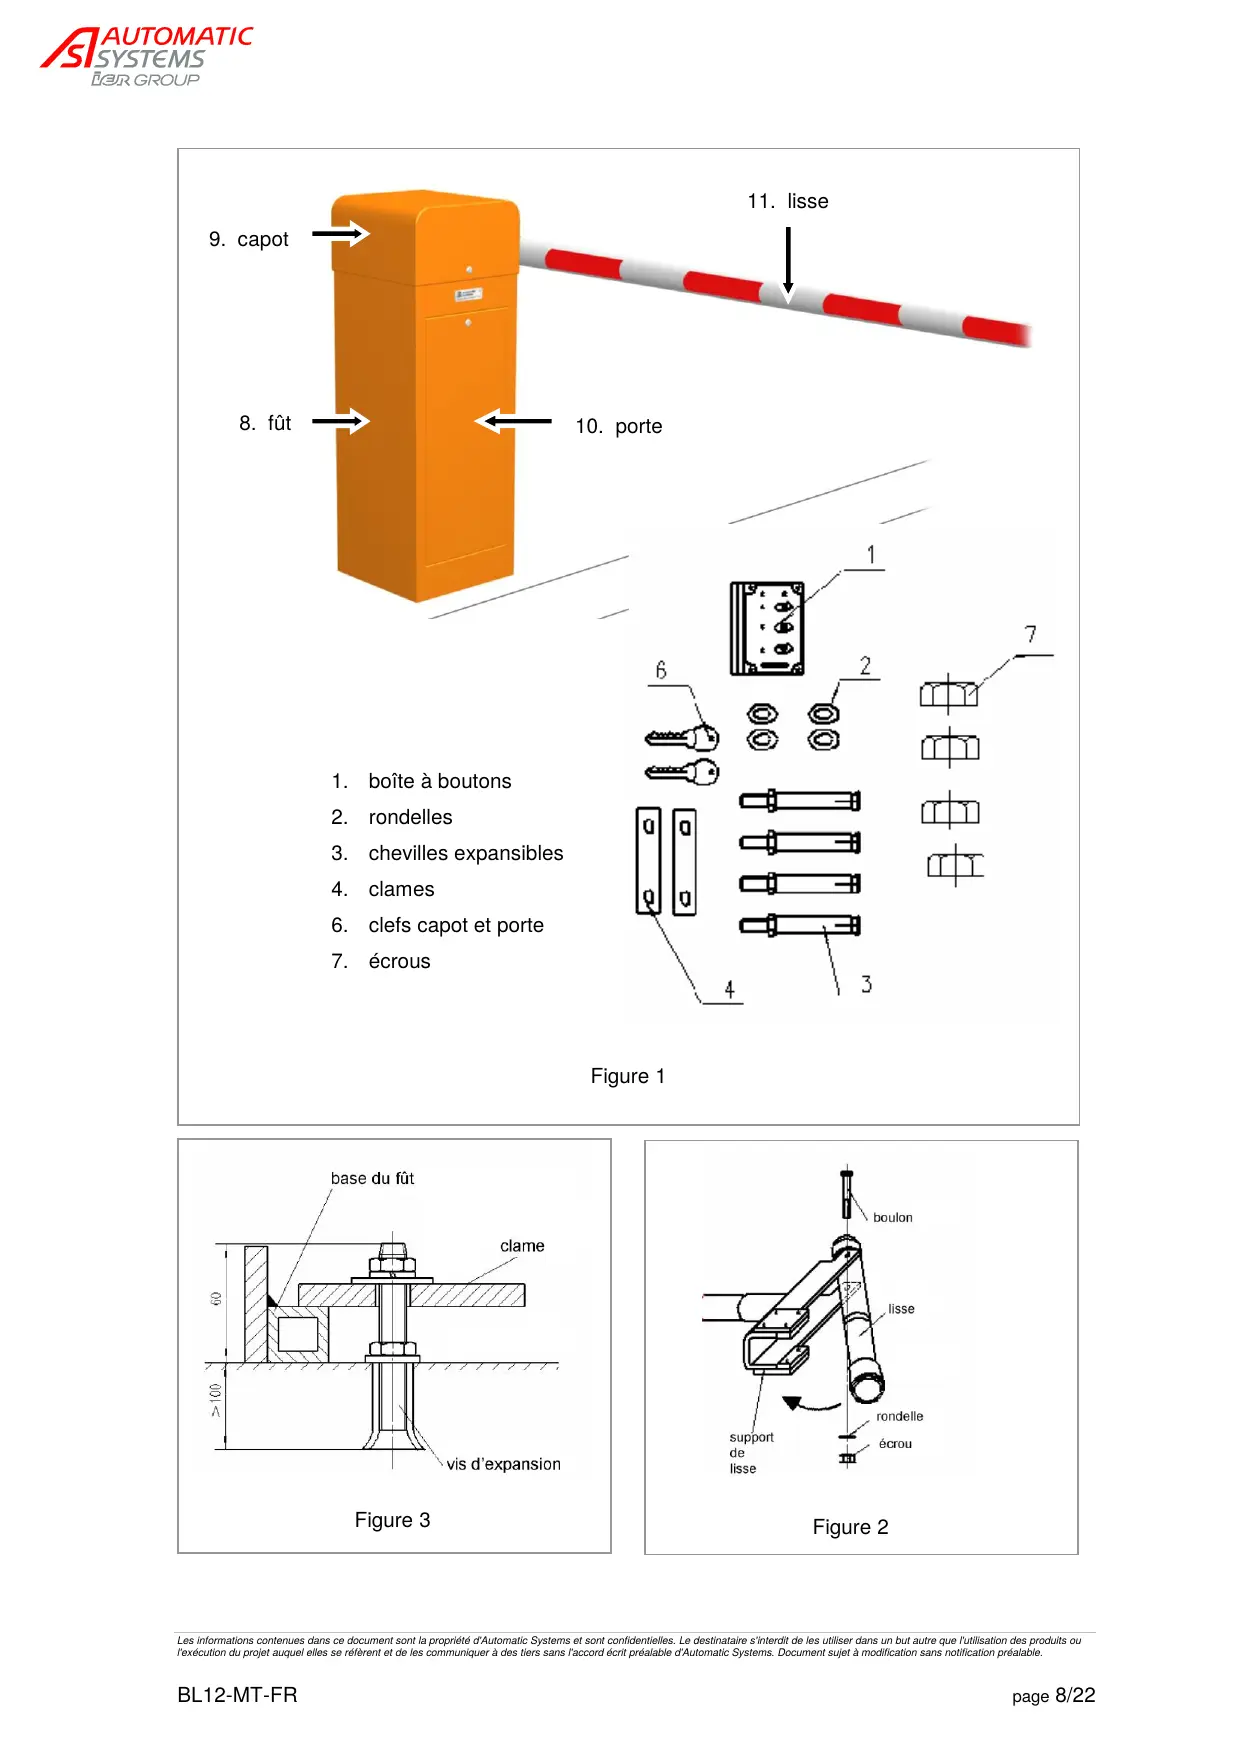 AUTOMATIC
SYSTEMS
ier GROUP
11. lisse
9. capot
8. fût
10. porte
1
7
6
2
1. boîte à boutons
2. rondelles
3. chevilles expansibles
4. clames
6. clefs capot et porte
7. écrous
4
3
Figure 1
base du fût
clame
60
>100
vis d'expansion
Figure 3
boulon
lisse
rondelle
écrou
support
de
lisse
Figure 2
Les informations contenues dans ce document sont la propriété d'Automatic Systems et sont confidentielles. Le destinataire s'interdit de les utiliser dans un but autre que l'utilisation des produits ou
l'exécution du projet auquel elles se réfèrent et de les communiquer à des tiers sans l'accord écrit préalable d'Automatic Systems. Document sujet à modification sans notification préalable.
BL12-MT-FR
page 8/22